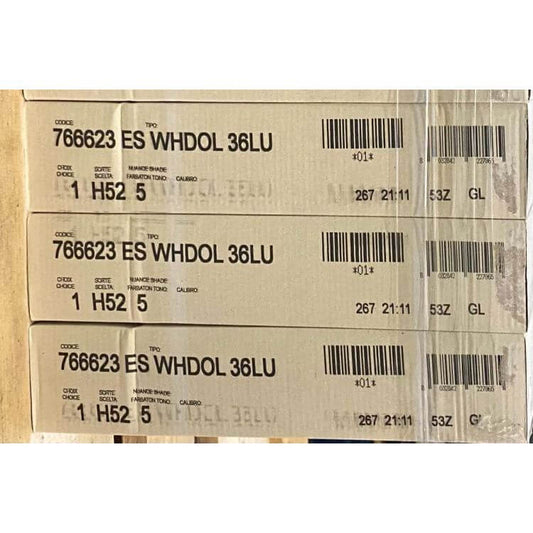 CODICE: TIPO:
766623 ES WHDOL 36LU
*01*
CHOIX SORTE NUANCE-SHADE:
CHOICE SCELTA: FARBATON TONO: CALIBRO:
1 H52 5
267 21:11 53Z GL
CODICE: TIPO:
766623 ES WHDOL 36LU
*01*
CHOIX SORTE NUANCE-SHADE:
CHOICE SCELTA: FARBATON TONO: CALIBRO:
1 H52 5
267 21:11 53Z GL
CODICE: TIPO:
766623 ES WHDOL 36LU
*01*
CHOIX SORTE NUANCE-SHADE:
CHOICE SCELTA: FARBATON TONO: CALIBRO:
1 H52 5
267 21:11 53Z GL